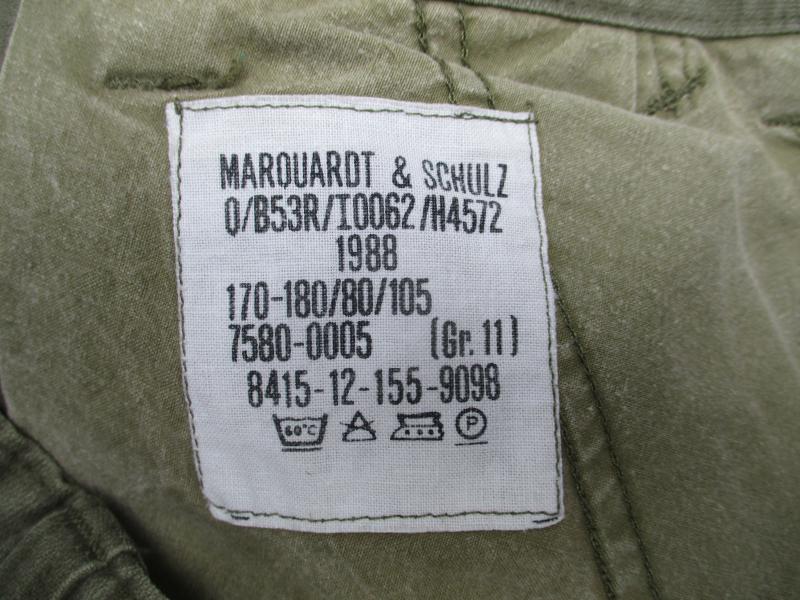 MARQUARDT & SCHULZ
Q/B53R/I0062/H4572
1988
170-180/80/105
7580-0005 (Gr. 11)
8415-12-155-9098
60°C P